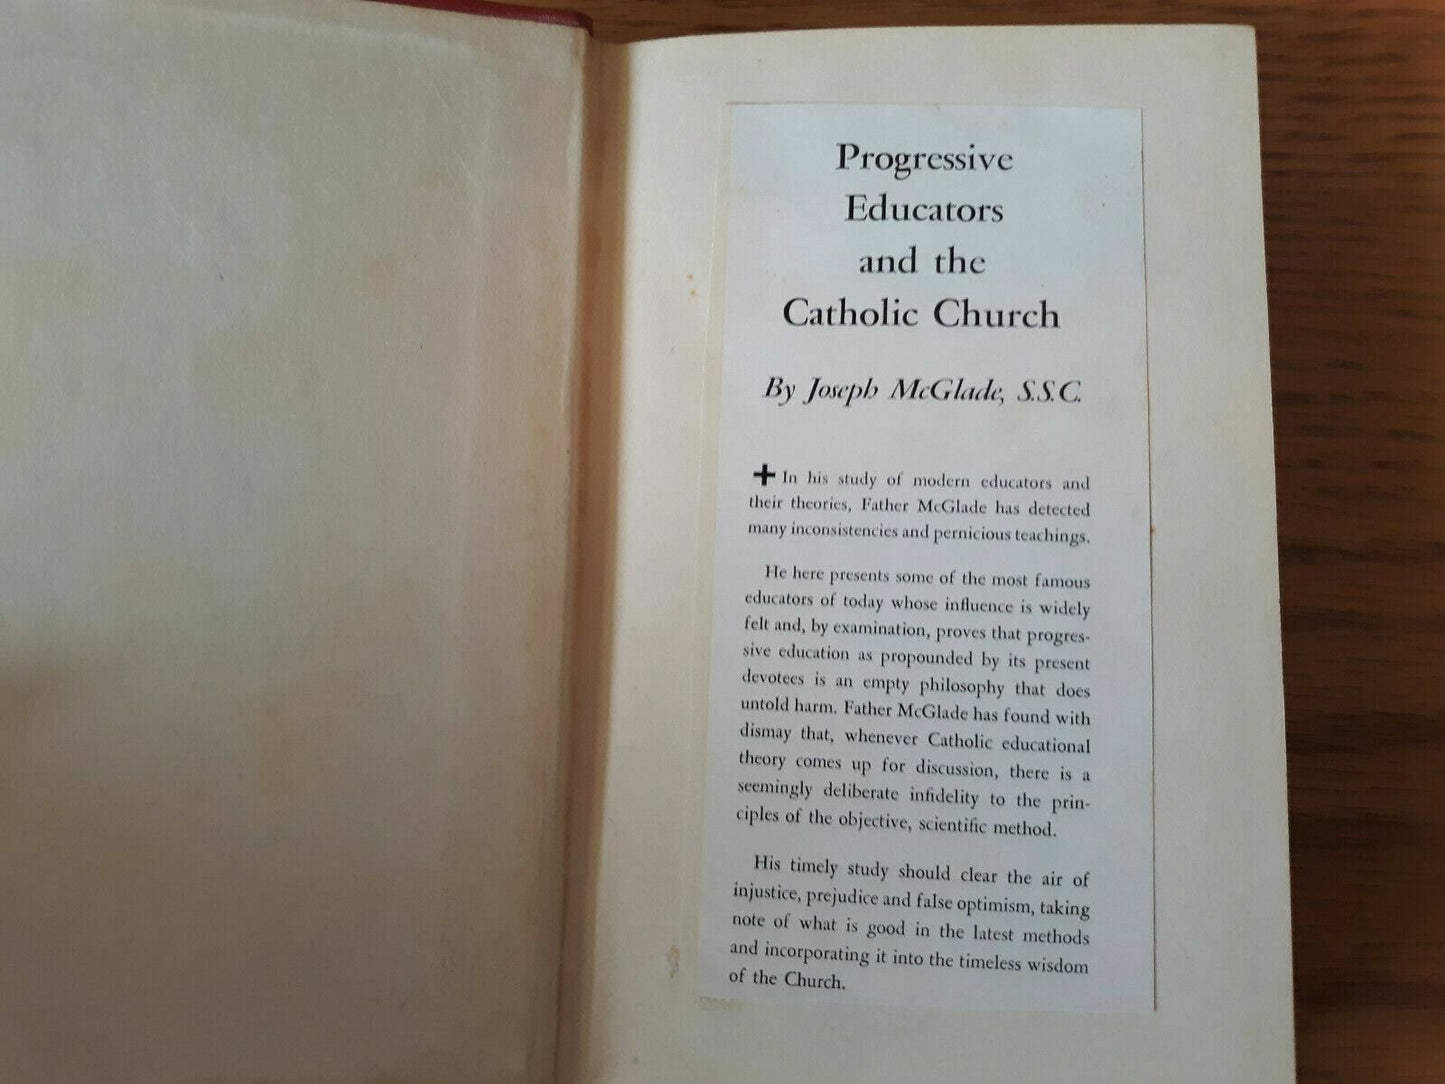 Progressive
Educators
and the
Catholic Church
By Joseph McGlade, S.S.C.
+ In his study of modern educators and
their theories, Father McGlade has detected
many inconsistencies and pernicious teachings.
He here presents some of the most famous
educators of today whose influence is widely
felt and, by examination, proves that progres-
sive education as propounded by its present
devotees is an empty philosophy that does
untold harm. Father McGlade has found with
dismay that, whenever Catholic educational
theory comes up for discussion, there is a
seemingly deliberate infidelity to the prin-
ciples of the objective, scientific method.
His timely study should clear the air of
injustice, prejudice and false optimism, taking
note of what is good in the latest methods
and incorporating it into the timeless wisdom
of the Church.